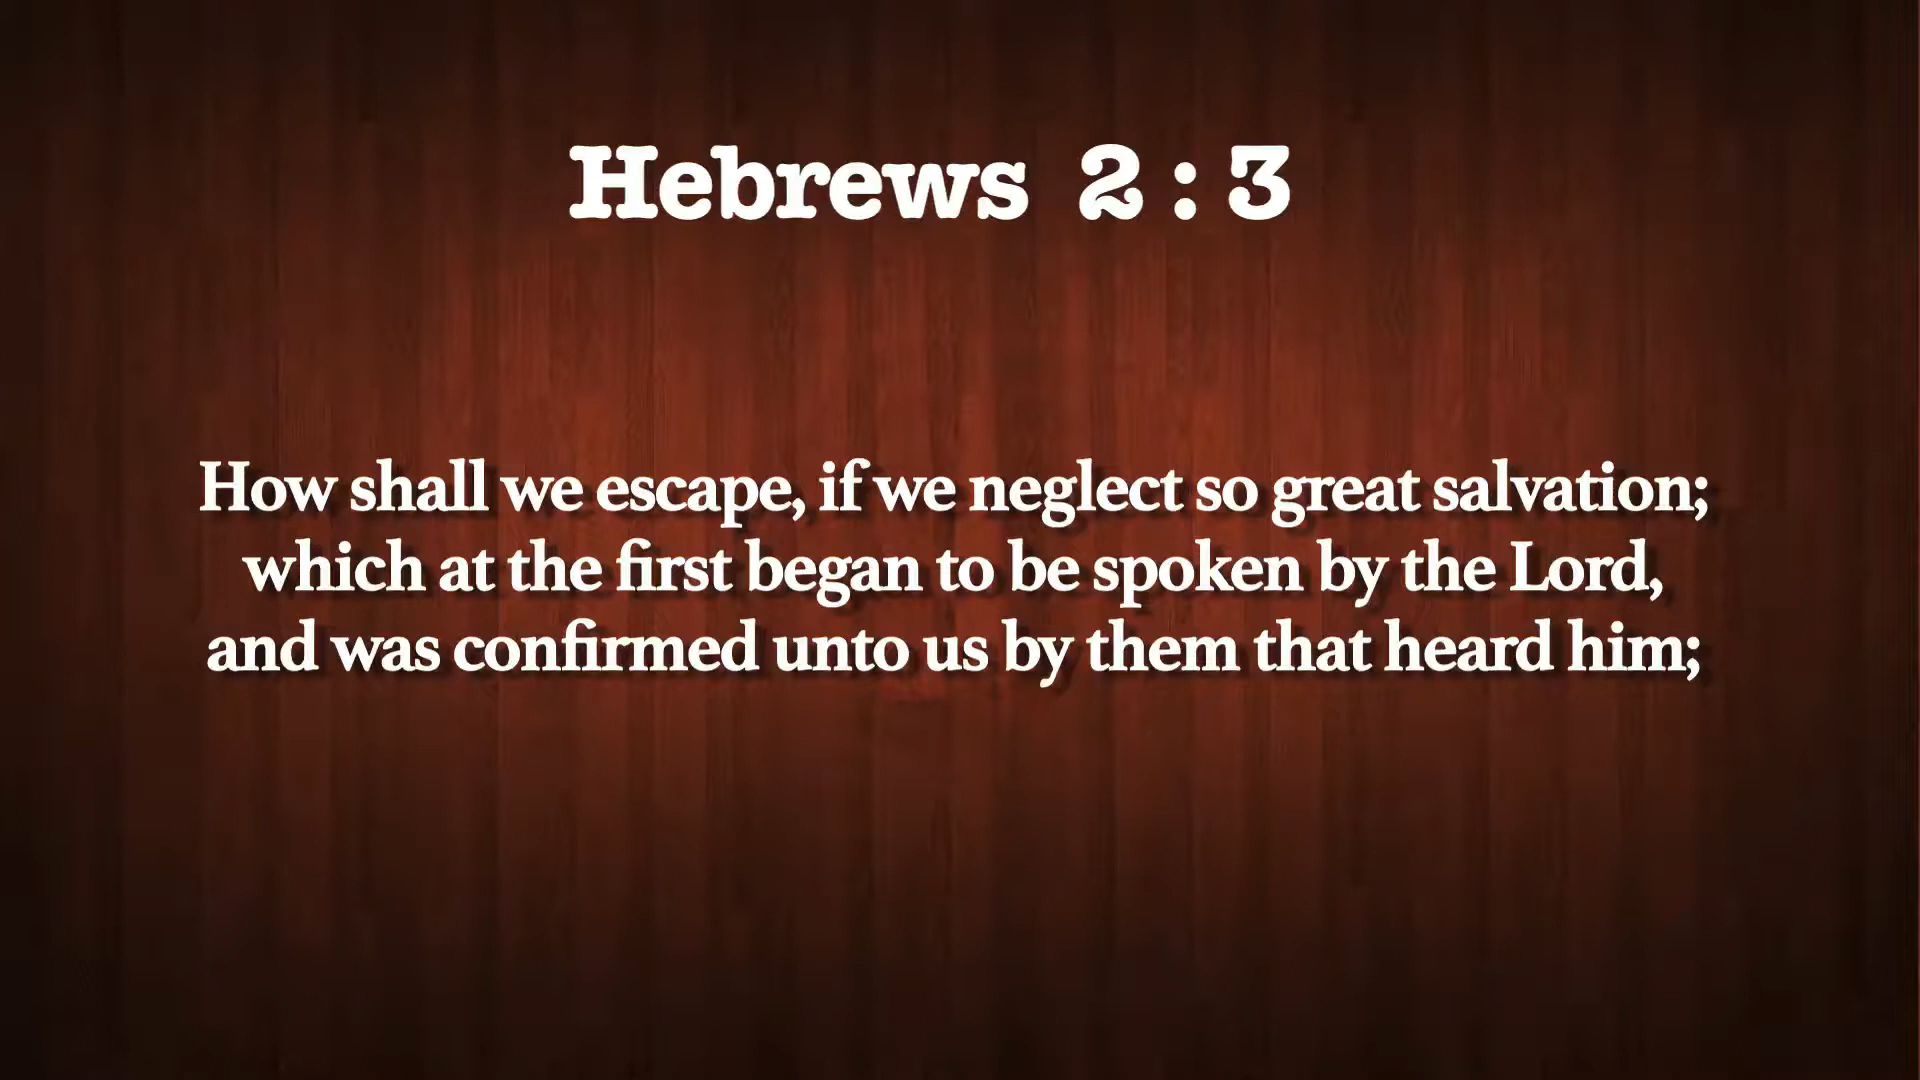 Hebrews 2 : 3
How shall we escape, if we neglect so great salvation;
which at the first began to be spoken by the Lord,
and was confirmed unto us by them that heard him;